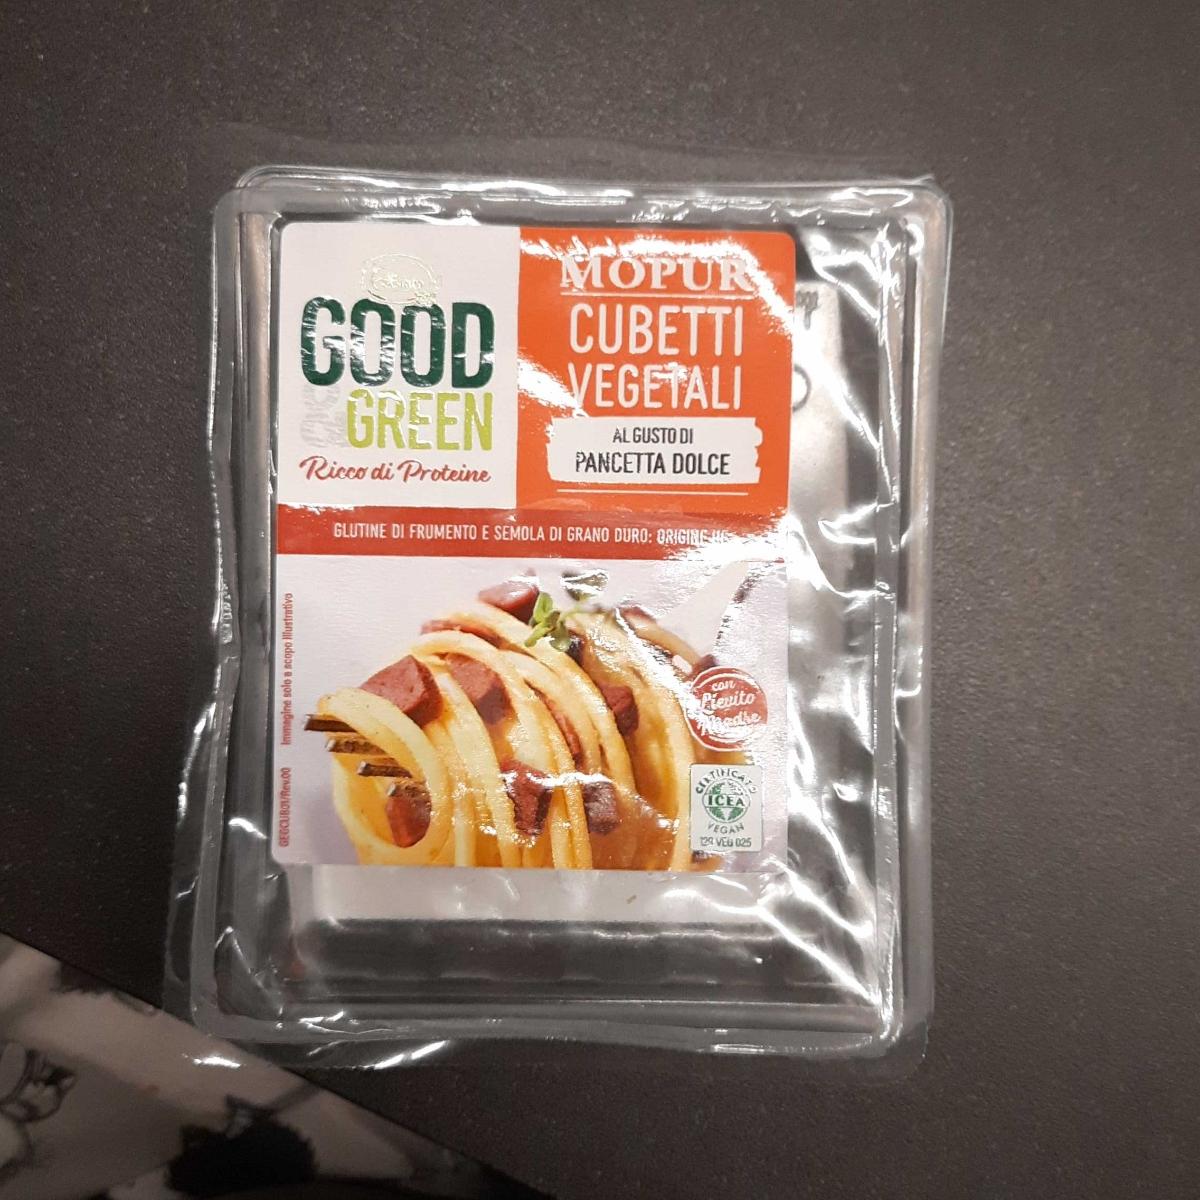 GOOD
GREEN
Ricco di Proteine
MOPUR
CUBETTI
VEGETALI
AL GUSTO DI
PANCETTA DOLCE
GLUTINE DI FRUMENTO E SEMOLA DI GRANO DURO: ORIGINE
Immagine solo a scopo illustrativo
con
Lievito
Madre
CERTIFICATO
ICEA
VEGAN